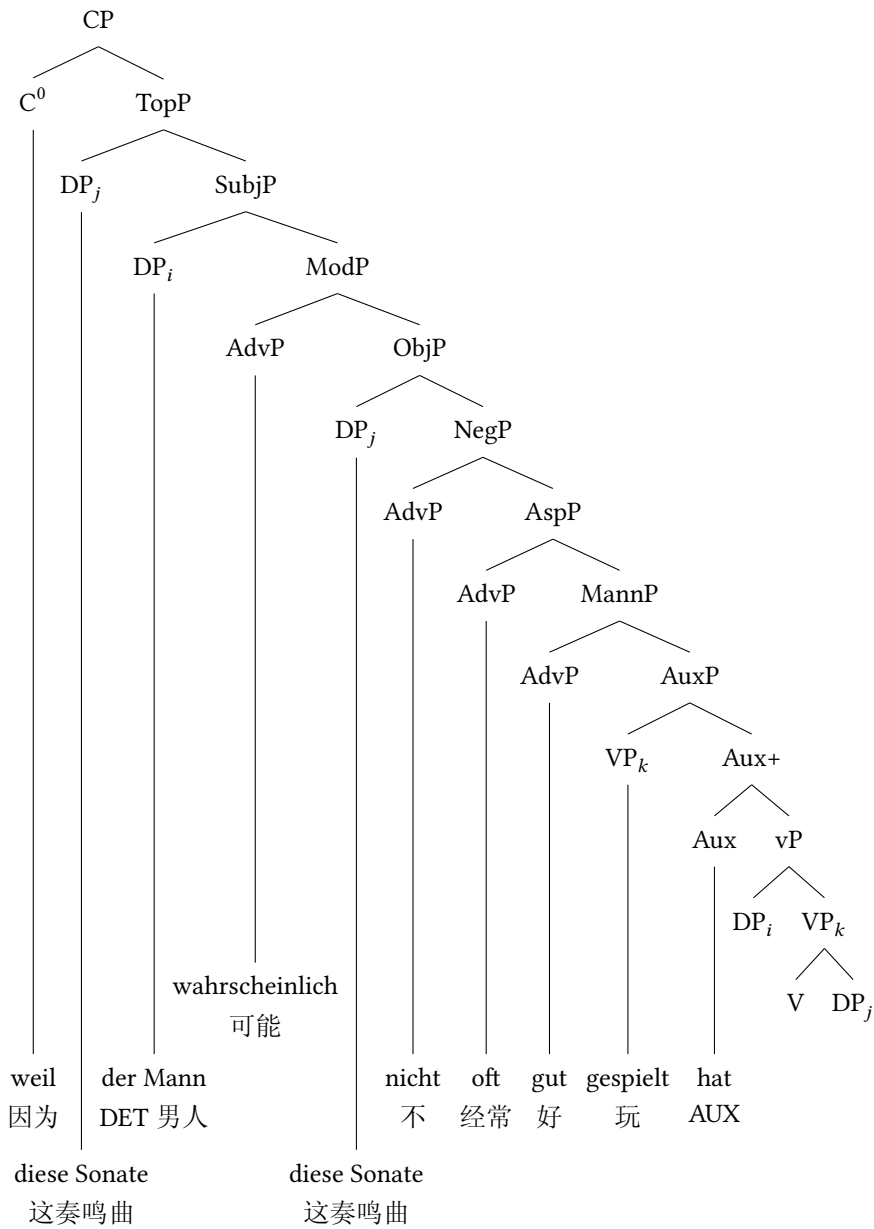 CP
C⁰ TopP
DPⱼ SubjP
DPᵢ ModP
AdvP ObjP
DPⱼ NegP
AdvP AspP
AdvP MannP
AdvP AuxP
VPₖ Aux+
Aux vP
DPᵢ VPₖ
wahrscheinlich V DPⱼ
可能
weil der Mann nicht oft gut gespielt hat
因为 DET 男人 不 经常 好 玩 AUX
diese Sonate diese Sonate
这奏鸣曲 这奏鸣曲